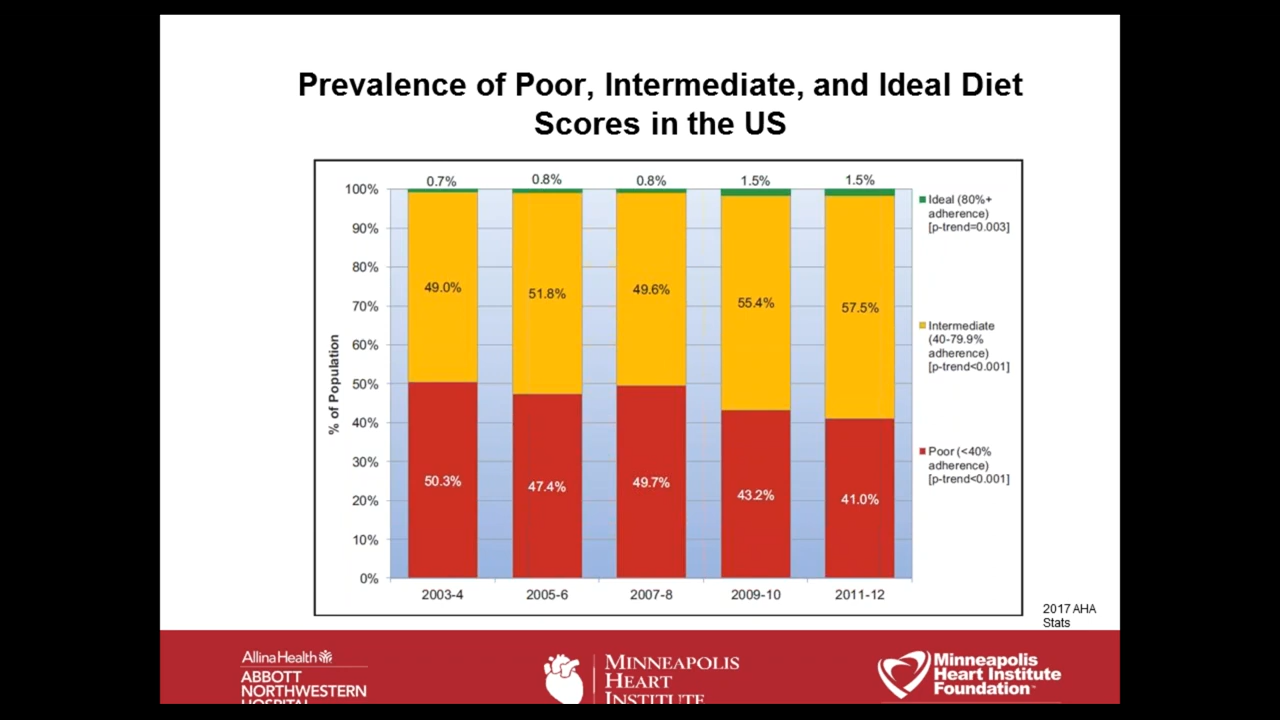 Prevalence of Poor, Intermediate, and Ideal Diet
Scores in the US
0.7% 0.8% 0.8% 1.5% 1.5%
100%
90%
80%
70%
60%
50%
40%
30%
20%
10%
0%
% of Population
49.0% 51.8% 49.6% 55.4% 57.5%
50.3% 47.4% 49.7% 43.2% 41.0%
2003-4 2005-6 2007-8 2009-10 2011-12
Ideal (80%+
adherence)
[p-trend=0.003]
Intermediate
(40-79.9%
adherence)
[p-trend<0.001]
Poor (<40%
adherence)
[p-trend<0.001]
2017 AHA
Stats
Allina Health
ABBOTT
NORTHWESTERN
HOSPITAL
MINNEAPOLIS
HEART
INSTITUTE
Minneapolis
Heart Institute
Foundation™